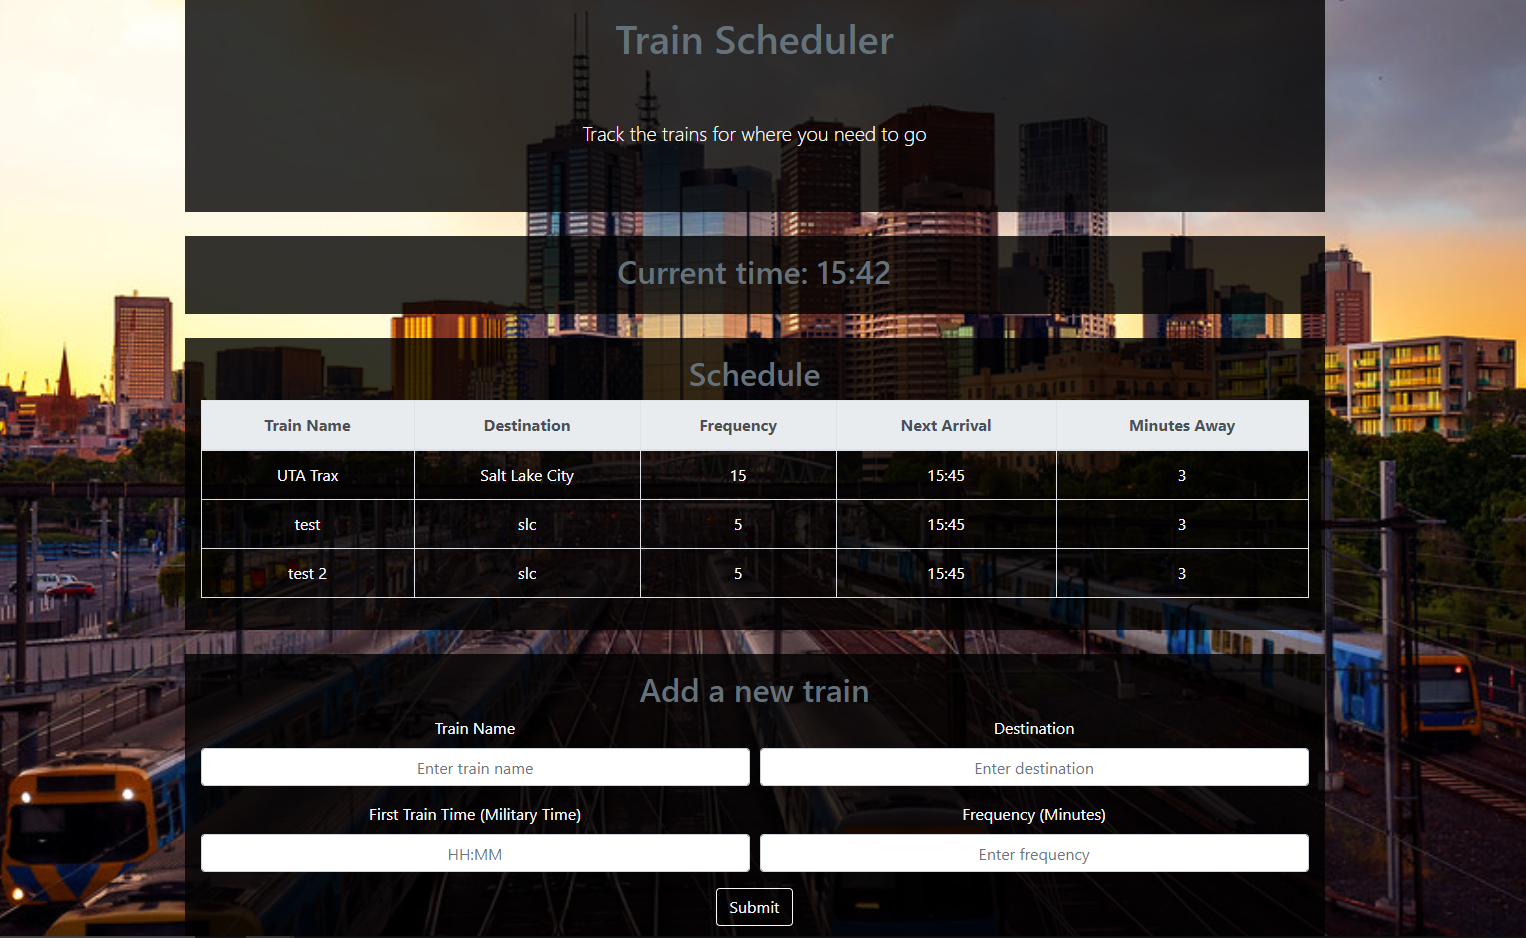 Train Scheduler
Track the trains for where you need to go
Current time: 15:42
Schedule
Train Name Destination Frequency Next Arrival Minutes Away
UTA Trax Salt Lake City 15 15:45 3
test slc 5 15:45 3
test 2 slc 5 15:45 3
Add a new train
Train Name Destination
Enter train name Enter destination
First Train Time (Military Time) Frequency (Minutes)
HH:MM Enter frequency
Submit